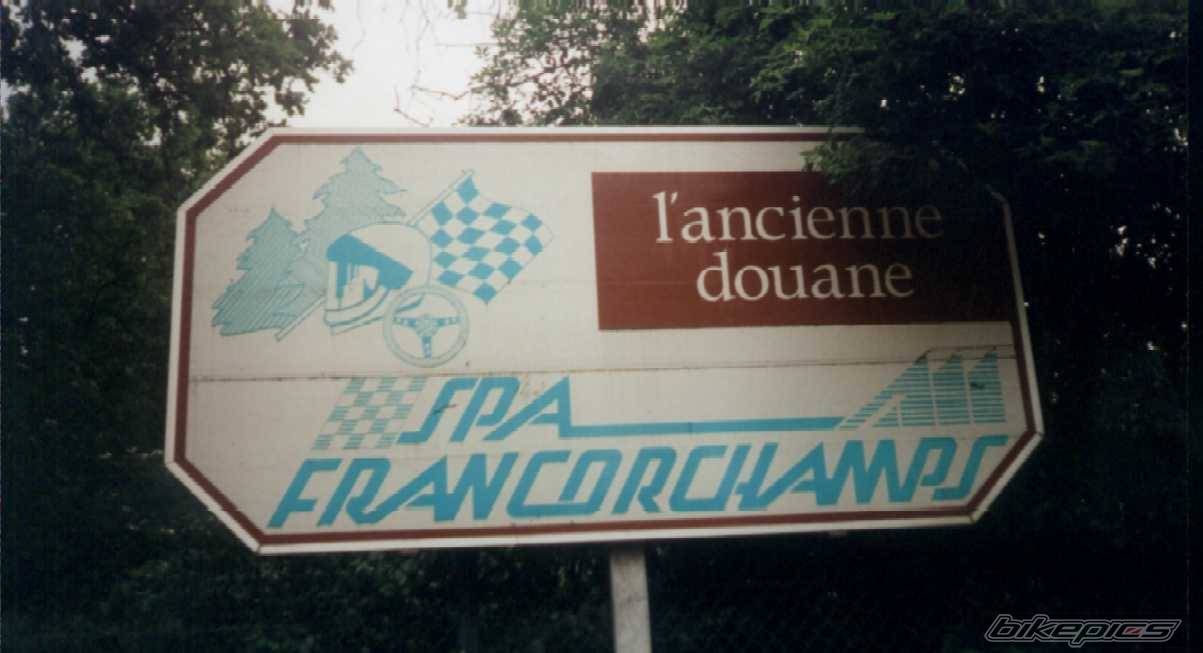 l'ancienne
douane
SPA
FRANCORCHAMPS
bikepics